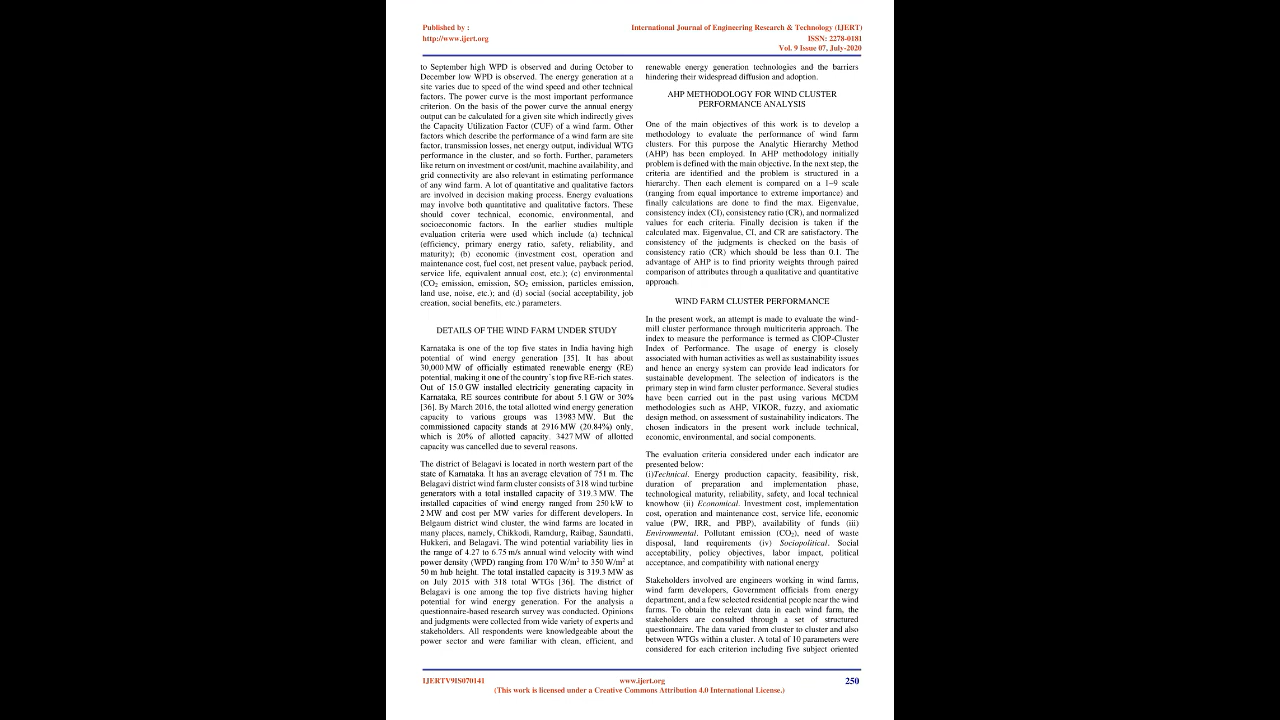 Published by :
http://www.ijert.org
International Journal of Engineering Research & Technology (IJERT)
ISSN: 2278-0181
Vol. 9 Issue 07, July-2020
to September high WPD is observed and during October to
December low WPD is observed. The energy generation at a
site varies due to speed of the wind speed and other technical
factors. The power curve is the most important performance
criterion. On the basis of the power curve the annual energy
output can be calculated for a given site which indirectly gives
the Capacity Utilization Factor (CUF) of a wind farm. Other
factors which describe the performance of a wind farm are site
factor, transmission losses, net energy output, individual WTG
performance in the cluster, and so forth. Further, parameters
like return on investment or cost/unit, machine availability, and
grid connectivity are also relevant in estimating performance
of any wind farm. A lot of quantitative and qualitative factors
are involved in decision making process. Energy evaluations
may involve both quantitative and qualitative factors. These
should cover technical, economic, environmental, and
socioeconomic factors. In the earlier studies multiple
evaluation criteria were used which include (a) technical
(efficiency, primary energy ratio, safety, reliability, and
maturity); (b) economic (investment cost, operation and
maintenance cost, fuel cost, net present value, payback period,
service life, equivalent annual cost, etc.); (c) environmental
(CO₂ emission, emission, SO₂ emission, particles emission,
land use, noise, etc.); and (d) social (social acceptability, job
creation, social benefits, etc.) parameters.
DETAILS OF THE WIND FARM UNDER STUDY
Karnataka is one of the top five states in India having high
potential of wind energy generation [35]. It has about
30,000 MW of officially estimated renewable energy (RE)
potential, making it one of the country's top five RE-rich states.
Out of 15.0 GW installed electricity generating capacity in
Karnataka, RE sources contribute for about 5.1 GW or 30%
[36]. By March 2016, the total allotted wind energy generation
capacity to various groups was 13983 MW. But the
commissioned capacity stands at 2916 MW (20.84%) only,
which is 20% of allotted capacity. 3427 MW of allotted
capacity was cancelled due to several reasons.
The district of Belagavi is located in north western part of the
state of Karnataka. It has an average elevation of 751 m. The
Belagavi district wind farm cluster consists of 318 wind turbine
generators with a total installed capacity of 319.3 MW. The
installed capacities of wind energy ranged from 250 kW to
2 MW and cost per MW varies for different developers. In
Belgaum district wind cluster, the wind farms are located in
many places, namely, Chikkodi, Ramdurg, Raibag, Saundatti,
Hukkeri, and Belagavi. The wind potential variability lies in
the range of 4.27 to 6.75 m/s annual wind velocity with wind
power density (WPD) ranging from 170 W/m² to 350 W/m² at
50 m hub height. The total installed capacity is 319.3 MW as
on July 2015 with 318 total WTGs [36]. The district of
Belagavi is one among the top five districts having higher
potential for wind energy generation. For the analysis a
questionnaire-based research survey was conducted. Opinions
and judgments were collected from wide variety of experts and
stakeholders. All respondents were knowledgeable about the
power sector and were familiar with clean, efficient, and
renewable energy generation technologies and the barriers
hindering their widespread diffusion and adoption.
AHP METHODOLOGY FOR WIND CLUSTER
PERFORMANCE ANALYSIS
One of the main objectives of this work is to develop a
methodology to evaluate the performance of wind farm
clusters. For this purpose the Analytic Hierarchy Method
(AHP) has been employed. In AHP methodology initially
problem is defined with the main objective. In the next step, the
criteria are identified and the problem is structured in a
hierarchy. Then each element is compared on a 1–9 scale
(ranging from equal importance to extreme importance) and
finally calculations are done to find the max. Eigenvalue,
consistency index (CI), consistency ratio (CR), and normalized
values for each criteria. Finally decision is taken if the
calculated max. Eigenvalue, CI, and CR are satisfactory. The
consistency of the judgments is checked on the basis of
consistency ratio (CR) which should be less than 0.1. The
advantage of AHP is to find priority weights through paired
comparison of attributes through a qualitative and quantitative
approach.
WIND FARM CLUSTER PERFORMANCE
In the present work, an attempt is made to evaluate the wind-
mill cluster performance through multicriteria approach. The
index to measure the performance is termed as CIOP-Cluster
Index of Performance. The usage of energy is closely
associated with human activities as well as sustainability issues
and hence an energy system can provide lead indicators for
sustainable development. The selection of indicators is the
primary step in wind farm cluster performance. Several studies
have been carried out in the past using various MCDM
methodologies such as AHP, VIKOR, fuzzy, and axiomatic
design method, on assessment of sustainability indicators. The
chosen indicators in the present work include technical,
economic, environmental, and social components.
The evaluation criteria considered under each indicator are
presented below:
(i)Technical. Energy production capacity, feasibility, risk,
duration of preparation and implementation phase,
technological maturity, reliability, safety, and local technical
knowhow (ii) Economical. Investment cost, implementation
cost, operation and maintenance cost, service life, economic
value (PW, IRR, and PBP), availability of funds (iii)
Environmental. Pollutant emission (CO₂), need of waste
disposal, land requirements (iv) Sociopolitical. Social
acceptability, policy objectives, labor impact, political
acceptance, and compatibility with national energy
Stakeholders involved are engineers working in wind farms,
wind farm developers, Government officials from energy
department, and a few selected residential people near the wind
farms. To obtain the relevant data in each wind farm, the
stakeholders are consulted through a set of structured
questionnaire. The data varied from cluster to cluster and also
between WTGs within a cluster. A total of 10 parameters were
considered for each criterion including five subject oriented
IJERTV9IS070141
www.ijert.org
(This work is licensed under a Creative Commons Attribution 4.0 International License.)
250